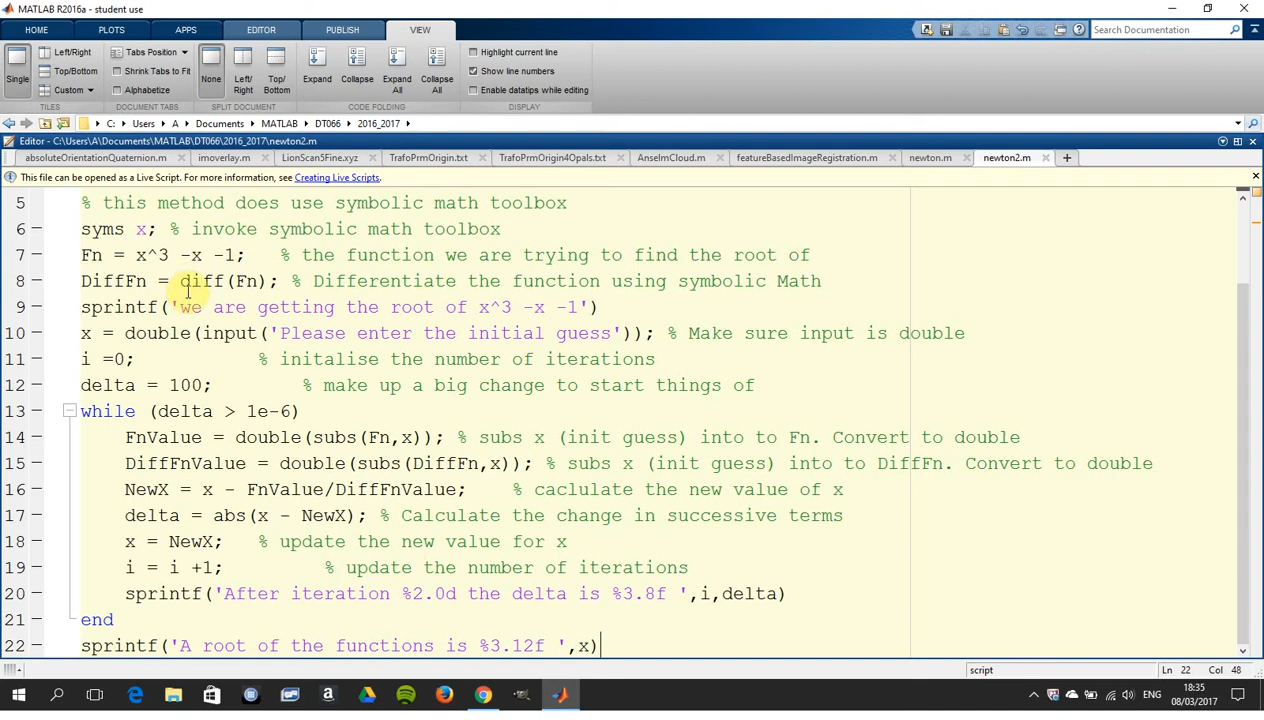 MATLAB R2016a - student use
HOME PLOTS APPS EDITOR PUBLISH VIEW
Search Documentation
Single
Left/Right
Top/Bottom
Custom
TILES
Tabs Position
Shrink Tabs to Fit
Alphabetize
DOCUMENT TABS
None
Left/
Right
Top/
Bottom
SPLIT DOCUMENT
Expand
Collapse
Expand
All
Collapse
All
CODE FOLDING
Highlight current line
Show line numbers
Enable datatips while editing
DISPLAY
C: Users A Documents MATLAB DT066 2016_2017
Editor - C:\Users\A\Documents\MATLAB\DT066\2016_2017\newton2.m
absoluteOrientationQuaternion.m imoverlay.m LionScan5Fine.xyz TrafoPrmOrigin.txt TrafoPrmOrigin4Opals.txt AnselmCloud.m featureBasedImageRegistration.m newton.m newton2.m
This file can be opened as a Live Script. For more information, see Creating Live Scripts.
5 % this method does use symbolic math toolbox
6 syms x; % invoke symbolic math toolbox
7 Fn = x^3 -x -1; % the function we are trying to find the root of
8 DiffFn = diff(Fn); % Differentiate the function using symbolic Math
9 sprintf('we are getting the root of x^3 -x -1')
10 x = double(input('Please enter the initial guess')); % Make sure input is double
11 i =0; % initalise the number of iterations
12 delta = 100; % make up a big change to start things of
13 while (delta > 1e-6)
14 FnValue = double(subs(Fn,x)); % subs x (init guess) into to Fn. Convert to double
15 DiffFnValue = double(subs(DiffFn,x)); % subs x (init guess) into to DiffFn. Convert to double
16 NewX = x - FnValue/DiffFnValue; % caclulate the new value of x
17 delta = abs(x - NewX); % Calculate the change in successive terms
18 x = NewX; % update the new value for x
19 i = i +1; % update the number of iterations
20 sprintf('After iteration %2.0d the delta is %3.8f ',i,delta)
21 end
22 sprintf('A root of the functions is %3.12f ',x)
script Ln 22 Col 48
ENG
18:35
08/03/2017